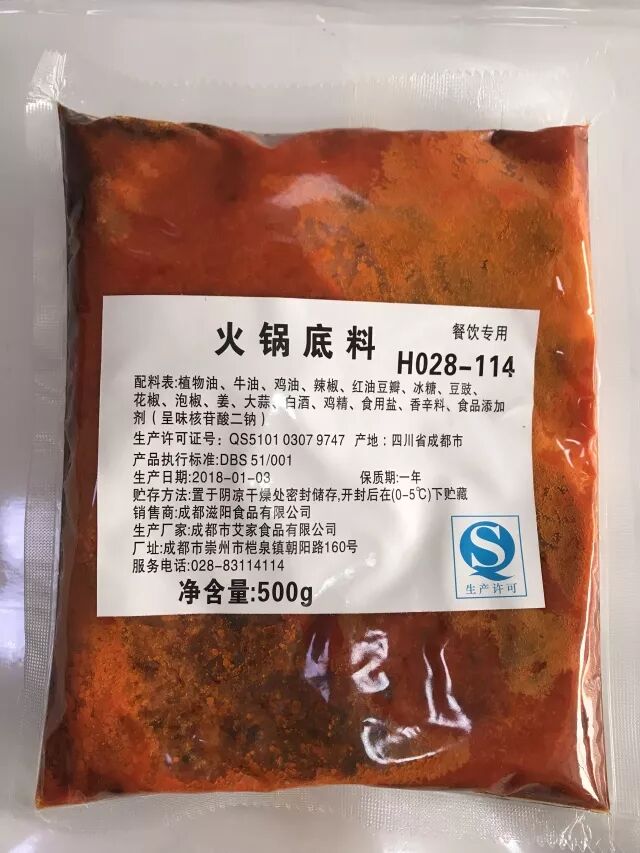 火锅底料
餐饮专用
H028-114
配料表:植物油、牛油、鸡油、辣椒、红油豆瓣、冰糖、豆豉、
花椒、泡椒、姜、大蒜、白酒、鸡精、食用盐、香辛料、食品添加
剂(呈味核苷酸二钠)
生产许可证号：QS5101 0307 9747 产地：四川省成都市
产品执行标准:DBS 51/001
生产日期:2018-01-03 保质期:一年
贮存方法:置于阴凉干燥处密封储存,开封后在(0-5℃)下贮藏
销售商:成都滋阳食品有限公司
生产厂家:成都市艾家食品有限公司
厂址:成都市崇州市桤泉镇朝阳路160号
服务电话:028-83114114
净含量:500g
QS
生产许可